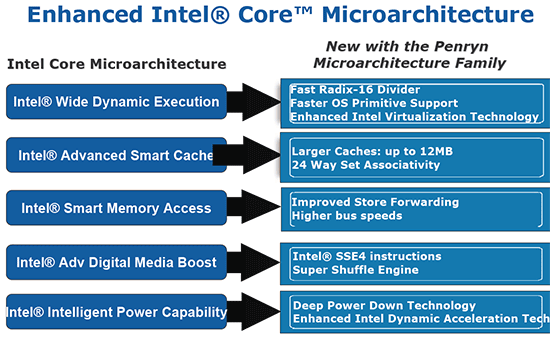 Enhanced Intel® Core™ Microarchitecture
Intel Core Microarchitecture
New with the Penryn
Microarchitecture Family
Intel® Wide Dynamic Execution
Fast Radix-16 Divider
Faster OS Primitive Support
Enhanced Intel Virtualization Technology
Intel® Advanced Smart Cache
Larger Caches: up to 12MB
24 Way Set Associativity
Intel® Smart Memory Access
Improved Store Forwarding
Higher bus speeds
Intel® Adv Digital Media Boost
Intel® SSE4 instructions
Super Shuffle Engine
Intel® Intelligent Power Capability
Deep Power Down Technology
Enhanced Intel Dynamic Acceleration Tech